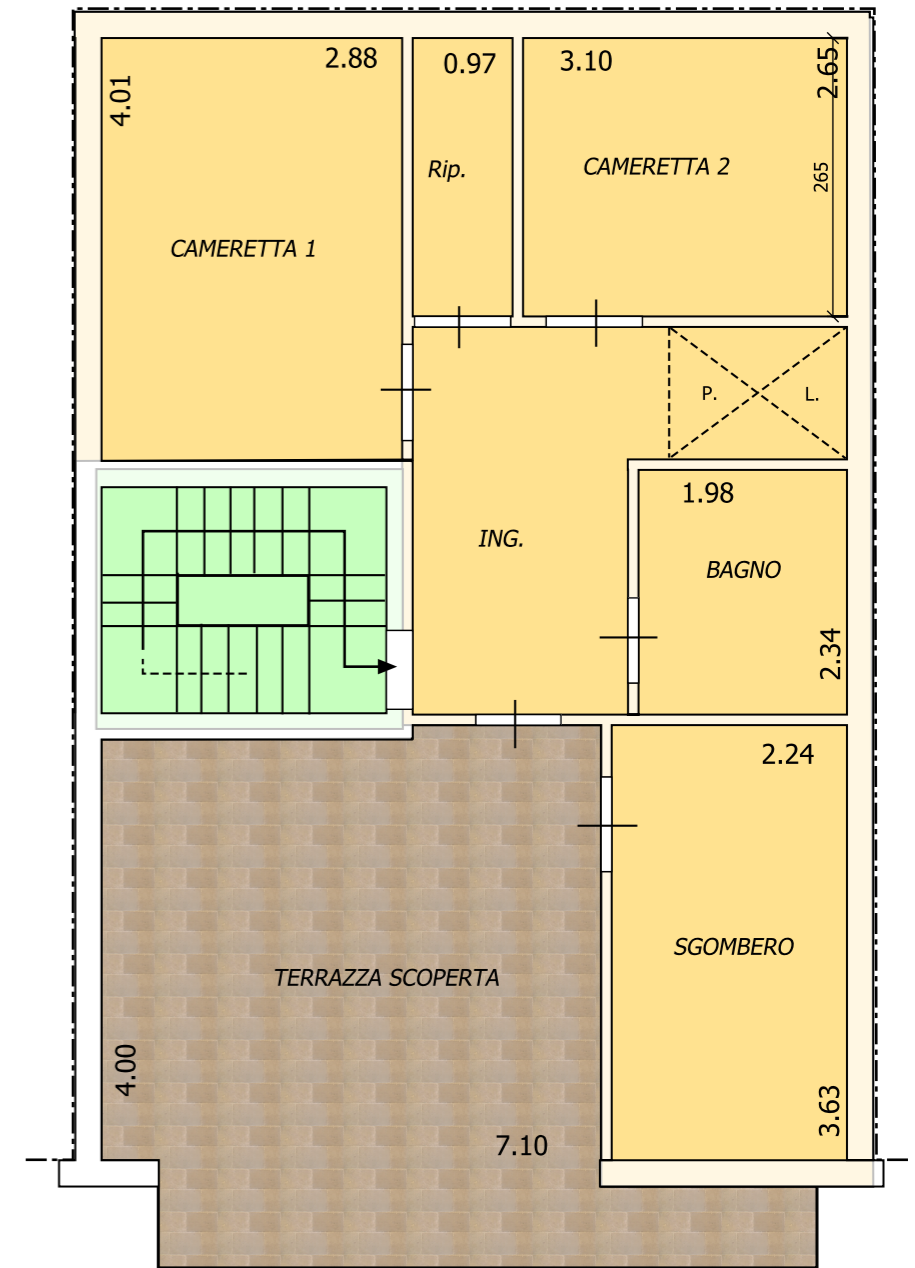 2.88
4.01
0.97
3.10
2.65
265
Rip.
CAMERETTA 2
CAMERETTA 1
P.
L.
1.98
ING.
BAGNO
2.34
2.24
SGOMBERO
TERRAZZA SCOPERTA
4.00
3.63
7.10